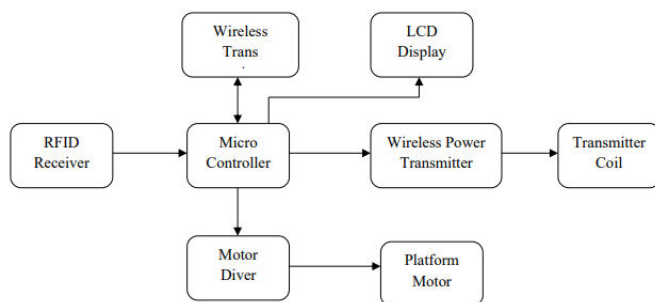 Wireless
Trans
.
LCD
Display
RFID
Receiver
Micro
Controller
Wireless Power
Transmitter
Transmitter
Coil
Motor
Diver
Platform
Motor